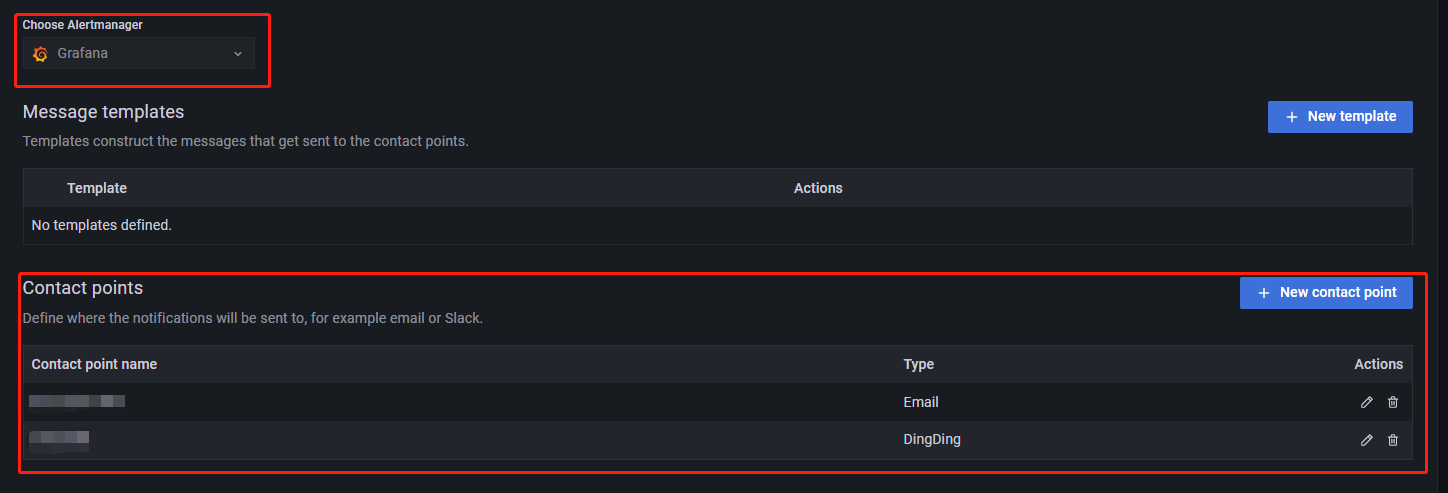 Choose Alertmanager
Grafana
Message templates
New template
Templates construct the messages that get sent to the contact points.
Template Actions
No templates defined.
Contact points
New contact point
Define where the notifications will be sent to, for example email or Slack.
Contact point name Type Actions
Email
DingDing